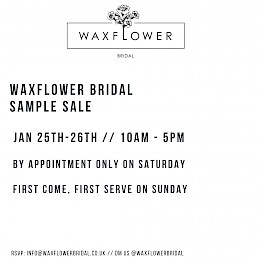 WAXFLOWER
BRIDAL
WAXFLOWER BRIDAL
SAMPLE SALE
JAN 25TH-26TH // 10AM - 5PM
BY APPOINTMENT ONLY ON SATURDAY
FIRST COME, FIRST SERVE ON SUNDAY
RSVP: INFO@WAXFLOWERBRIDAL.CO.UK // DM US @WAXFLOWERBRIDAL